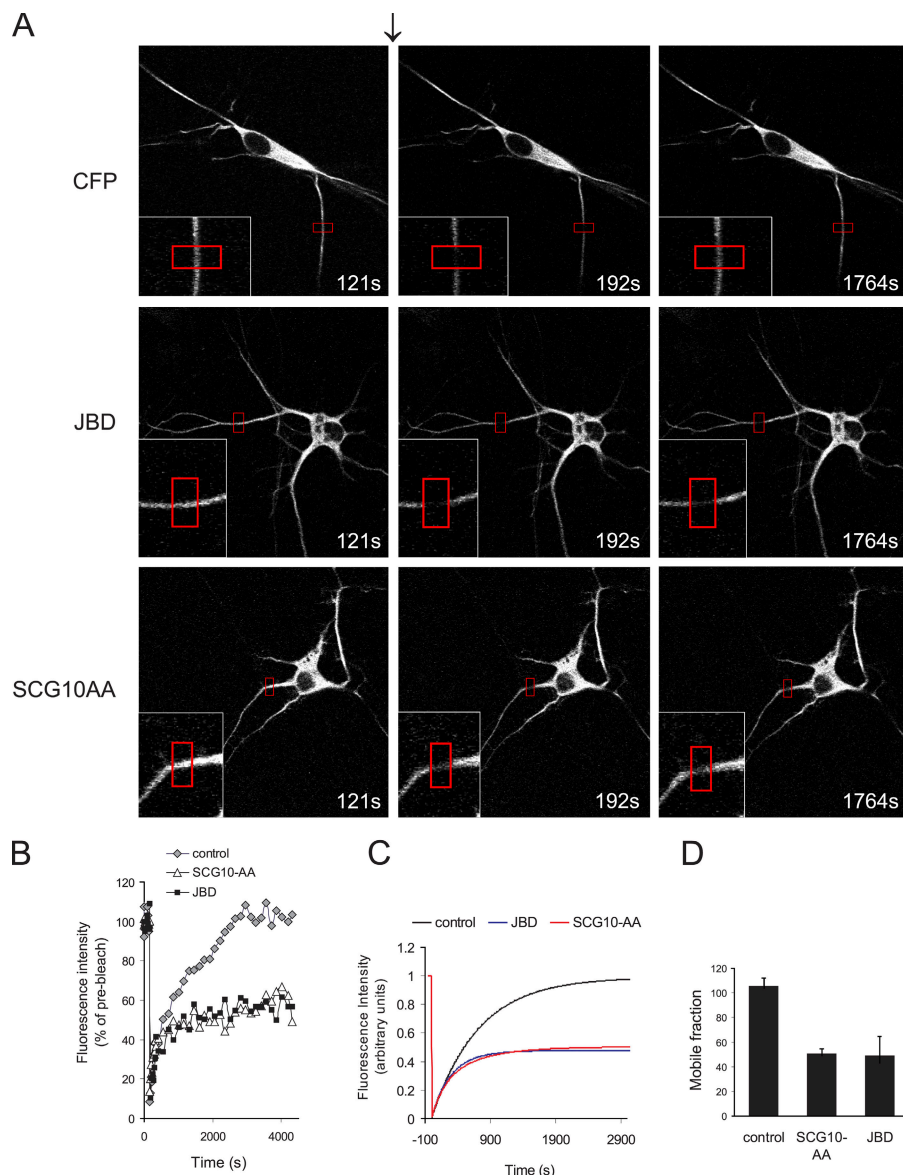 A
CFP
121s
192s
1764s
JBD
121s
192s
1764s
SCG10AA
121s
192s
1764s
B
control
SCG10-AA
JBD
Fluorescence intensity
(% of pre-bleach)
120
100
80
60
40
20
0
0
2000
4000
Time (s)
C
control
JBD
SCG10-AA
Fluorescence Intensity
(arbitrary units)
1.2
1
0.8
0.6
0.4
0.2
0
-100
900
1900
2900
Time (s)
D
Mobile fraction
120
100
80
60
40
20
0
control
SCG10-
AA
JBD